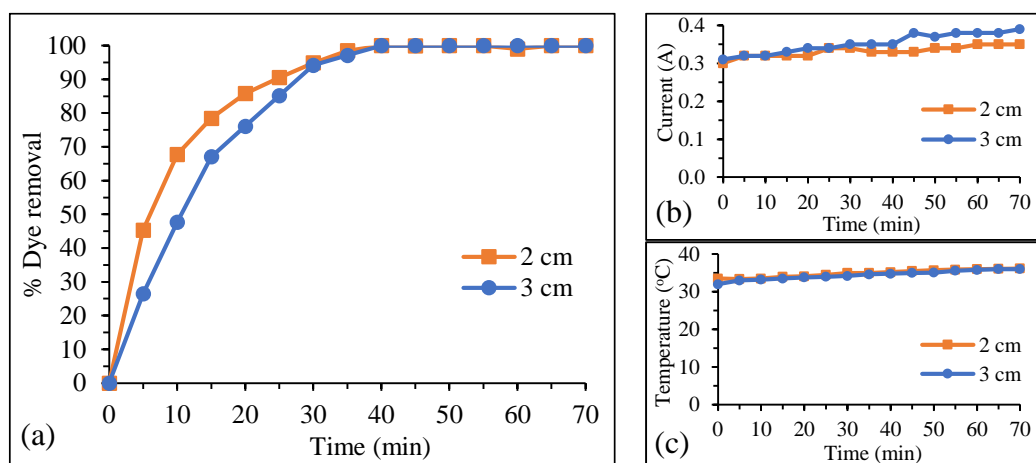 % Dye removal
100
90
80
70
60
50
40
30
20
10
0
0 10 20 30 40 50 60 70
Time (min)
2 cm
3 cm
(a)
Current (A)
0.4
0.3
0.2
0.1
0.0
0 10 20 30 40 50 60 70
Time (min)
2 cm
3 cm
(b)
Temperature (ºC)
40
30
20
10
0
0 10 20 30 40 50 60 70
Time (min)
2 cm
3 cm
(c)